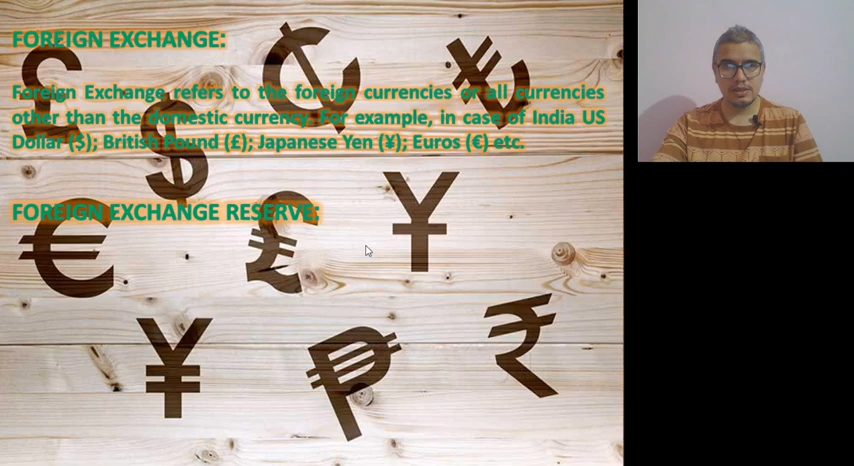 FOREIGN EXCHANGE:
Foreign Exchange refers to the foreign currencies or all currencies
other than the domestic currency. For example, in case of India US
Dollar ($); British Pound (£); Japanese Yen (¥); Euros (€) etc.
FOREIGN EXCHANGE RESERVE: